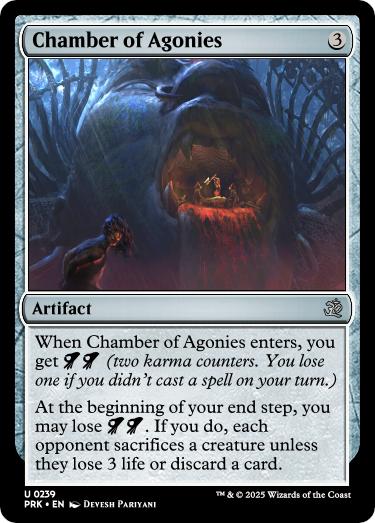 Chamber of Agonies 3
Artifact
When Chamber of Agonies enters, you
get (two karma counters. You lose
one if you didn't cast a spell on your turn.)
At the beginning of your end step, you
may lose . If you do, each
opponent sacrifices a creature unless
they lose 3 life or discard a card.
U 0239
PRK • EN DEVESH PARIYANI
™ & © 2025 Wizards of the Coast